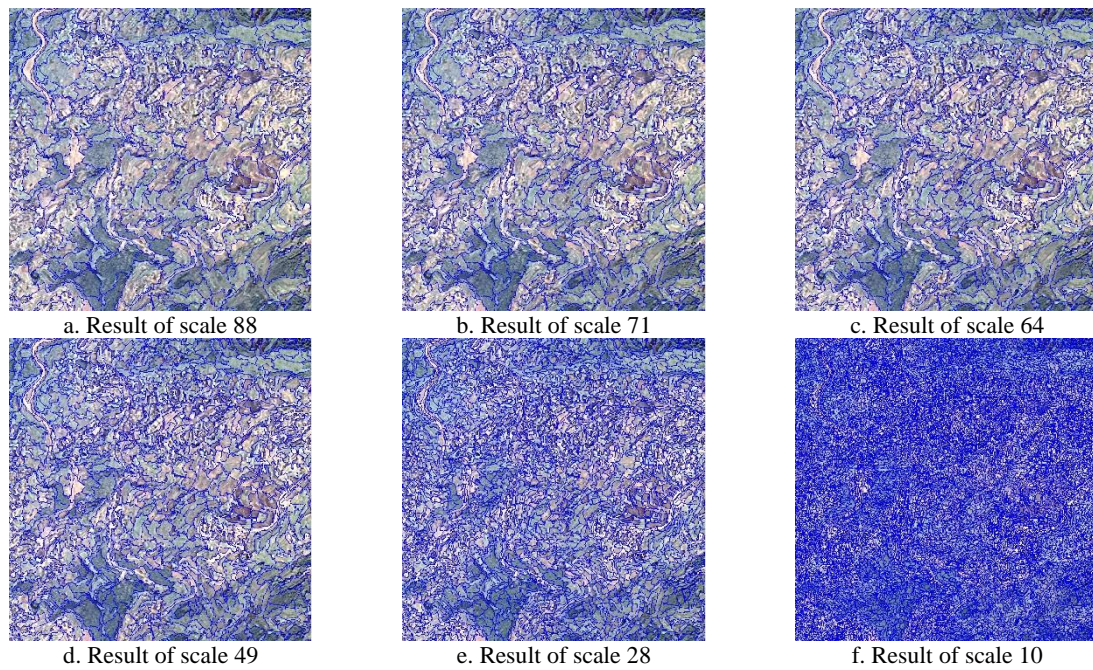 a. Result of scale 88
b. Result of scale 71
c. Result of scale 64
d. Result of scale 49
e. Result of scale 28
f. Result of scale 10